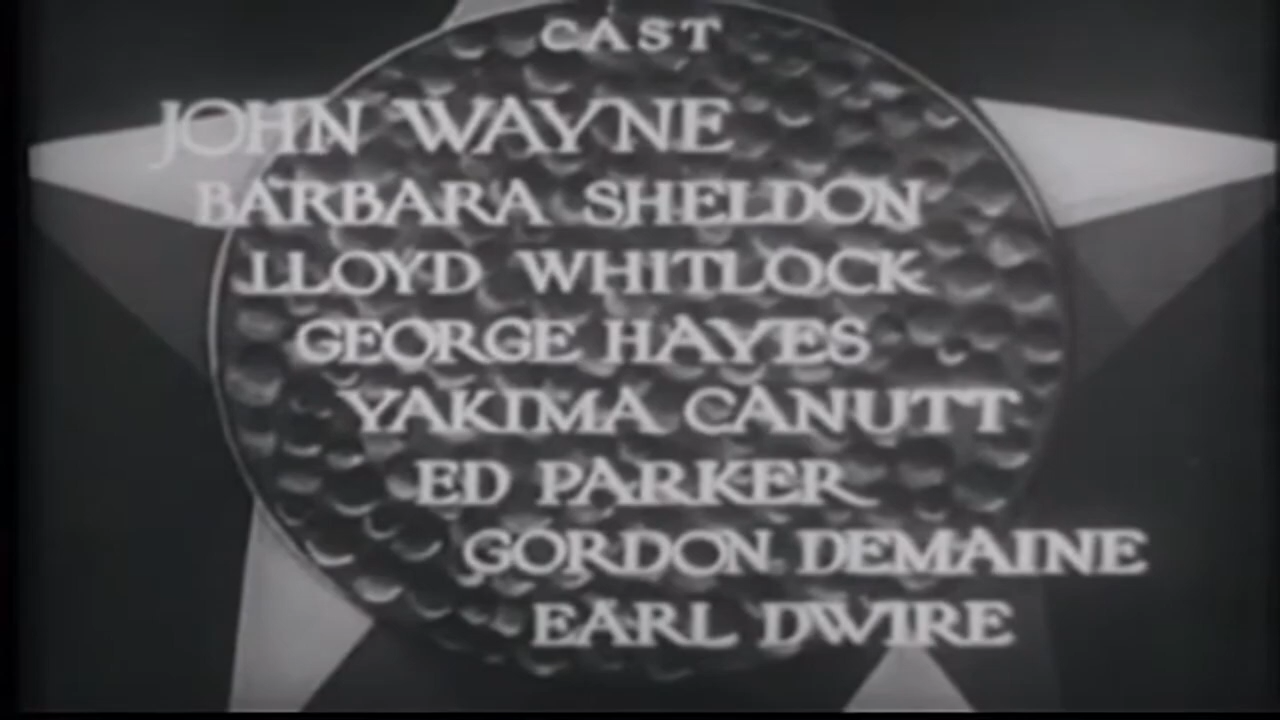 CAST
JOHN WAYNE
BARBARA SHELDON
LLOYD WHITLOCK
GEORGE HAYES
YAKIMA CANUTT
ED PARKER
GORDON DEMAINE
EARL DWIRE